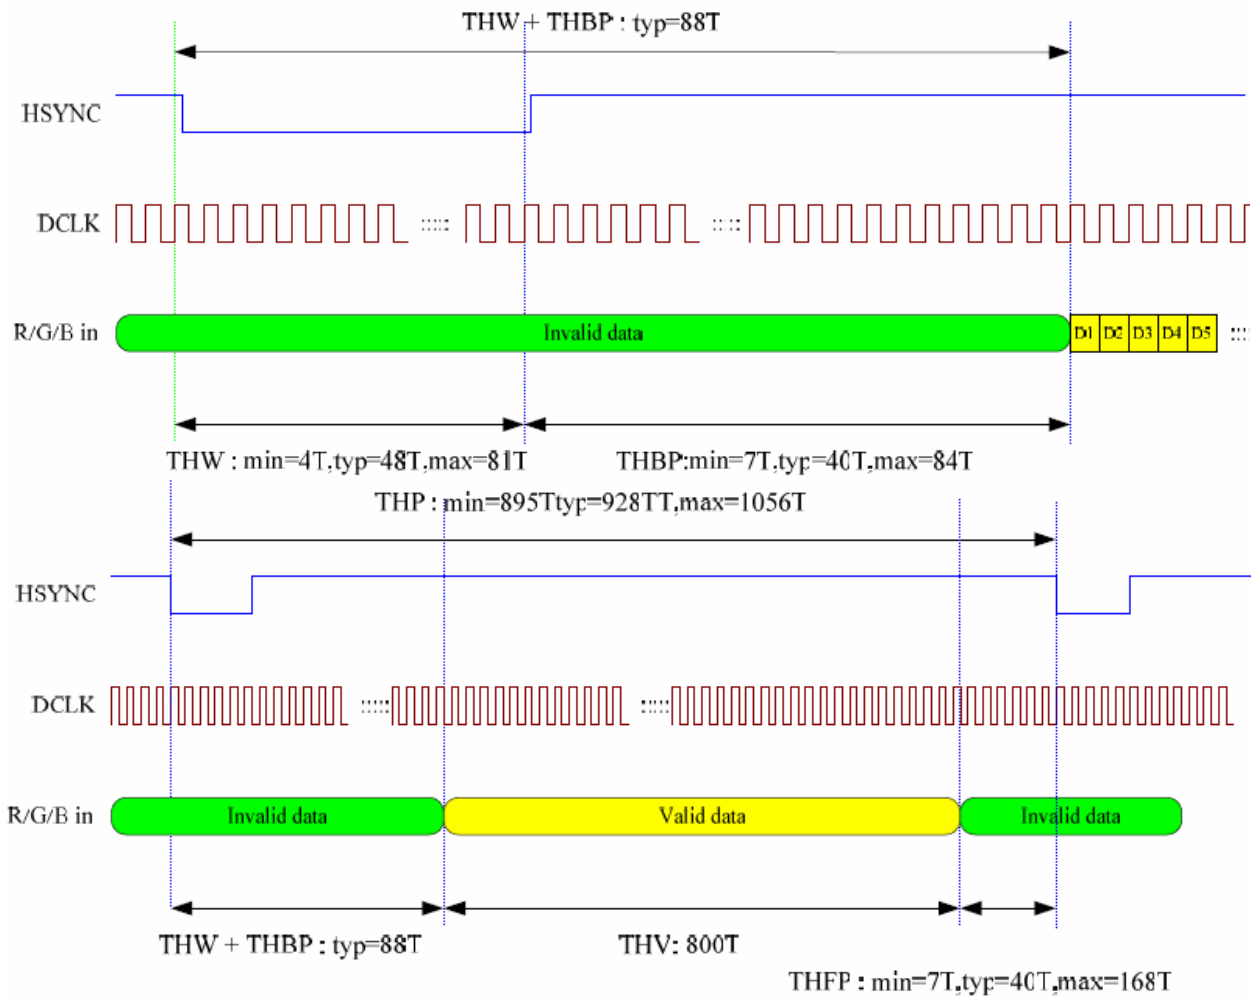 THW + THBP : typ=88T
HSYNC
DCLK ::::: :::::
R/G/B in Invalid data D1 D2 D3 D4 D5 ::::
THW : min=4T,typ=48T,max=81T THBP:min=7T,typ=40T,max=84T
THP : min=895Ttyp=928TT,max=1056T
HSYNC
DCLK ::::: :::::
R/G/B in Invalid data Valid data Invalid data
THW + THBP : typ=88T THV: 800T
THFP : min=7T,typ=40T,max=168T